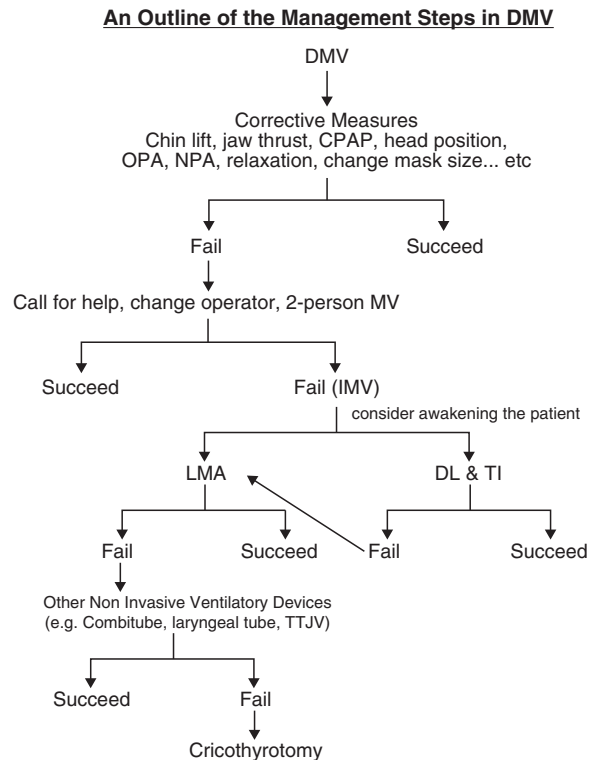 An Outline of the Management Steps in DMV
DMV
Corrective Measures
Chin lift, jaw thrust, CPAP, head position,
OPA, NPA, relaxation, change mask size... etc
Fail
Succeed
Call for help, change operator, 2-person MV
Succeed
Fail (IMV)
consider awakening the patient
LMA
DL & TI
Fail
Succeed
Fail
Succeed
Other Non Invasive Ventilatory Devices
(e.g. Combitube, laryngeal tube, TTJV)
Succeed
Fail
Cricothyrotomy